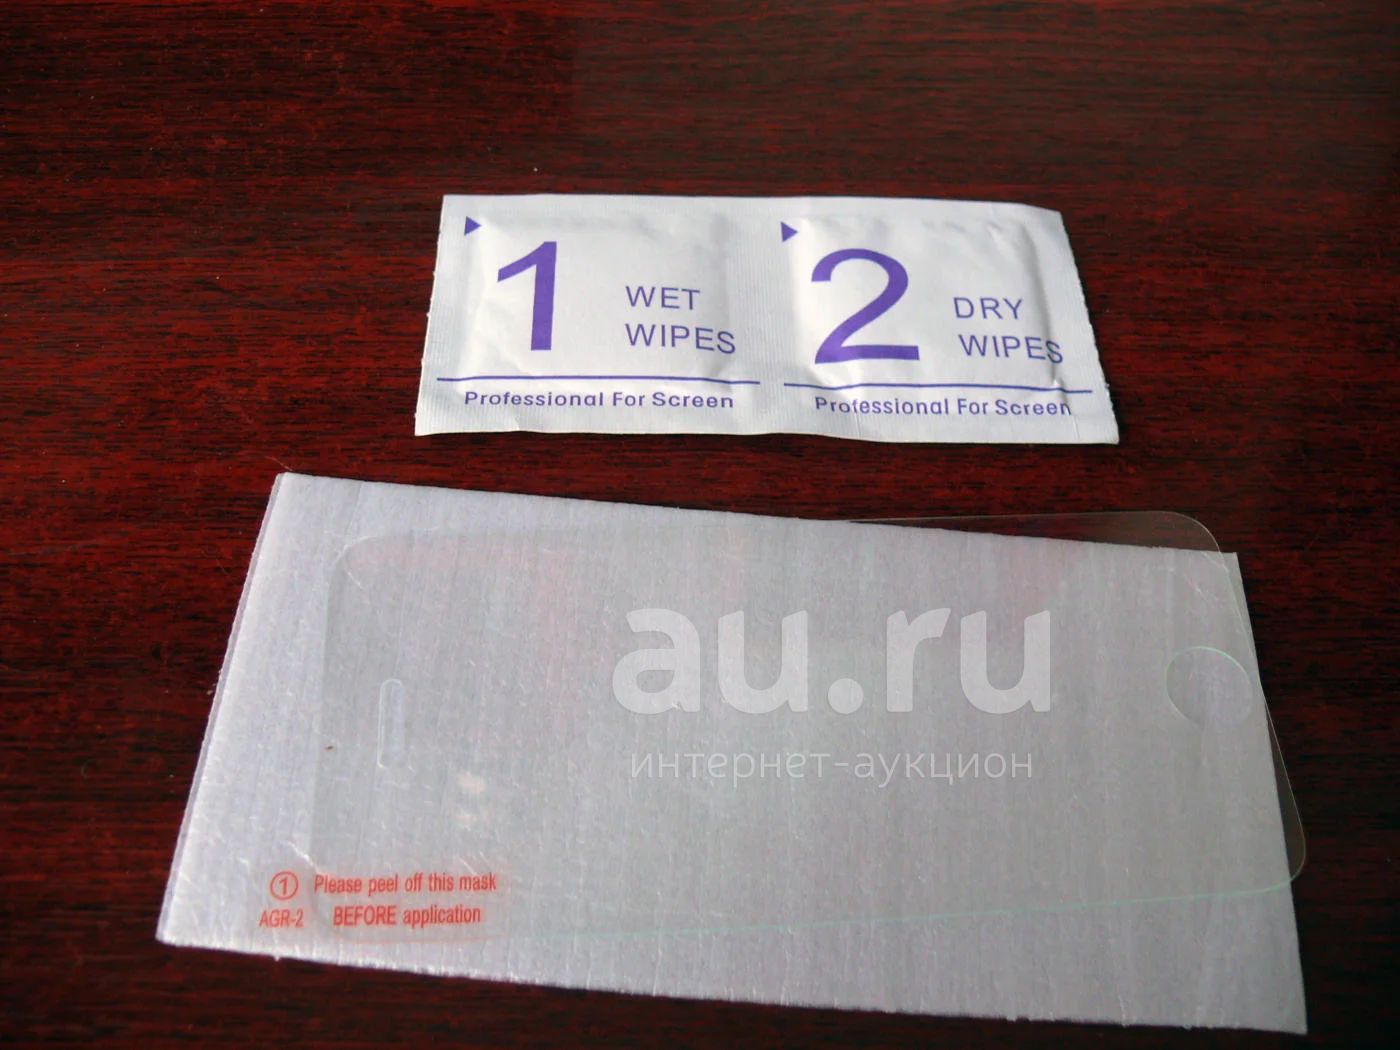 1
WET
WIPES
Professional For Screen
2
DRY
WIPES
Professional For Screen
au.ru
интернет-аукцион
1 Please peel off this mask
AGR-2 BEFORE application